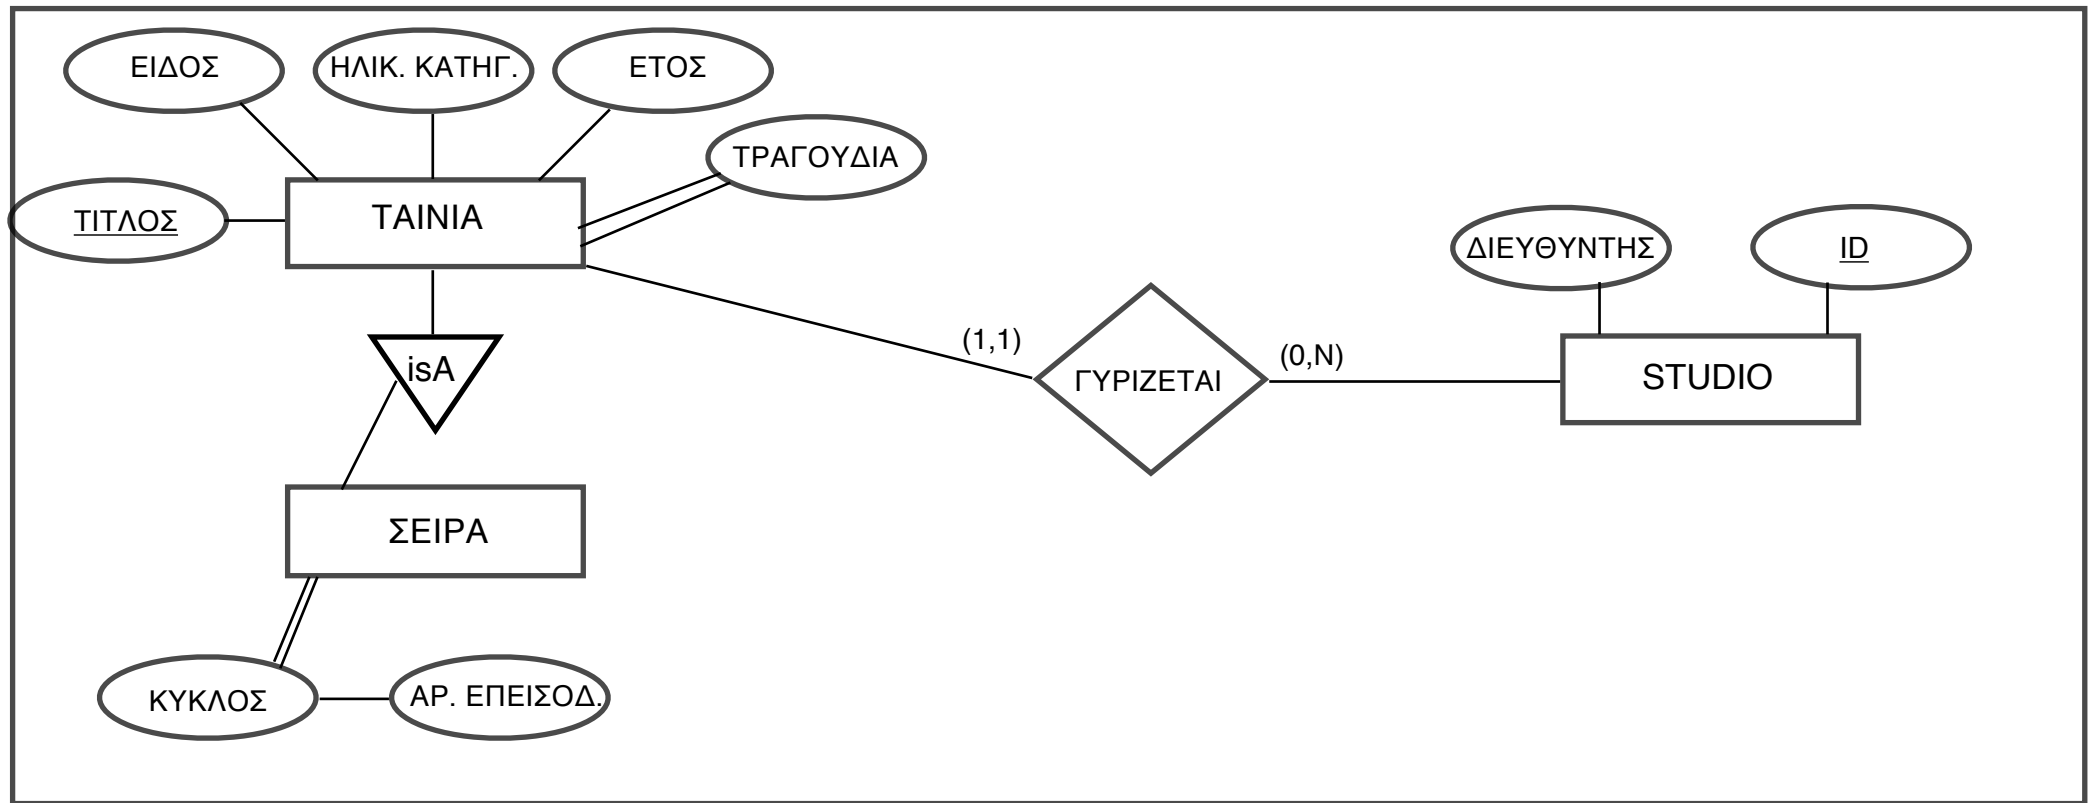 ΕΙΔΟΣ
ΗΛΙΚ. ΚΑΤΗΓ.
ΕΤΟΣ
ΤΡΑΓΟΥΔΙΑ
ΤΙΤΛΟΣ
ΤΑΙΝΙΑ
ΔΙΕΥΘΥΝΤΗΣ
ID
(1,1)
(0,N)
isA
ΓΥΡΙΖΕΤΑΙ
STUDIO
ΣΕΙΡΑ
ΚΥΚΛΟΣ
ΑΡ. ΕΠΕΙΣΟΔ.